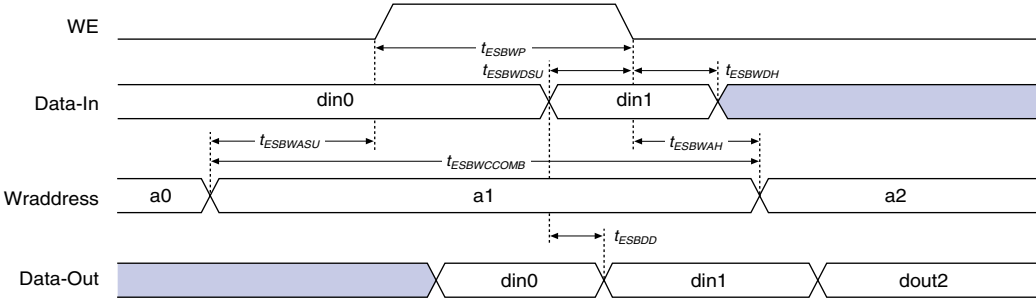 WE
tESBWP
tESBWDSU
tESBWDH
Data-In
din0
din1
tESBWASU
tESBWAH
tESBWCCOMB
Wraddress
a0
a1
a2
tESBDD
Data-Out
din0
din1
dout2